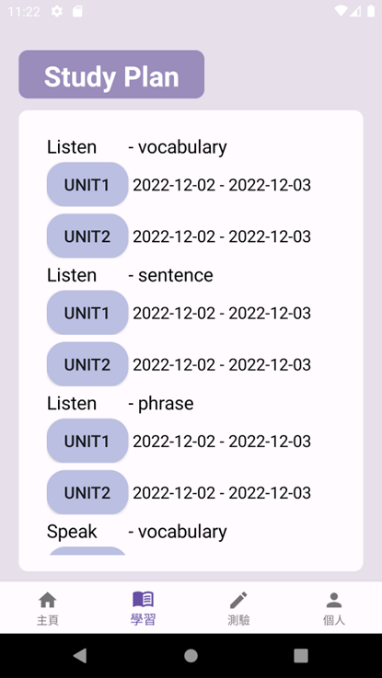 11:22
Study Plan
Listen - vocabulary
UNIT1 2022-12-02 - 2022-12-03
UNIT2 2022-12-02 - 2022-12-03
Listen - sentence
UNIT1 2022-12-02 - 2022-12-03
UNIT2 2022-12-02 - 2022-12-03
Listen - phrase
UNIT1 2022-12-02 - 2022-12-03
UNIT2 2022-12-02 - 2022-12-03
Speak - vocabulary
主頁 學習 測驗 個人